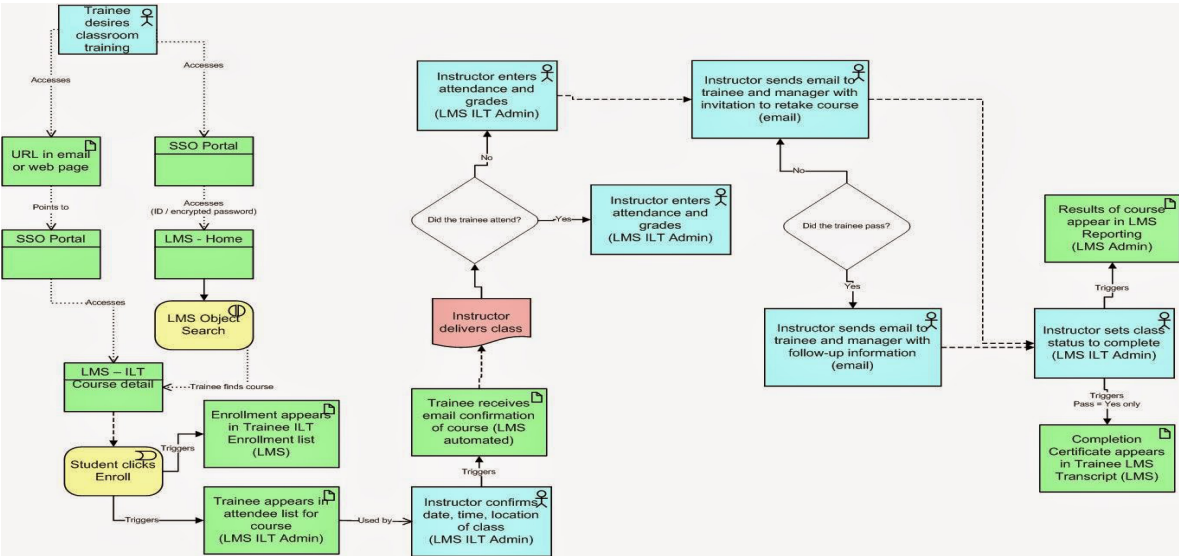 Trainee
desires
classroom
training
Accesses
Accesses
URL in email
or web page
SSO Portal
Points to
Accesses
(ID / encrypted password)
SSO Portal
LMS - Home
Accesses
LMS Object
Search
LMS – ILT
Course detail
Trainee finds course
Student clicks
Enroll
Triggers
Enrollment appears
in Trainee ILT
Enrollment list
(LMS)
Triggers
Trainee appears in
attendee list for
course
(LMS ILT Admin)
Used by
Instructor confirms
date, time, location
of class
(LMS ILT Admin)
Triggers
Trainee receives
email confirmation
of course (LMS
automated)
Instructor
delivers class
Did the trainee attend?
No
Yes
Instructor enters
attendance and
grades
(LMS ILT Admin)
Instructor enters
attendance and
grades
(LMS ILT Admin)
Instructor sends email to
trainee and manager with
invitation to retake course
(email)
No
Did the trainee pass?
Yes
Instructor sends email to
trainee and manager with
follow-up information
(email)
Results of course
appear in LMS
Reporting
(LMS Admin)
Triggers
Instructor sets class
status to complete
(LMS ILT Admin)
Triggers
Pass = Yes only
Completion
Certificate appears
in Trainee LMS
Transcript (LMS)